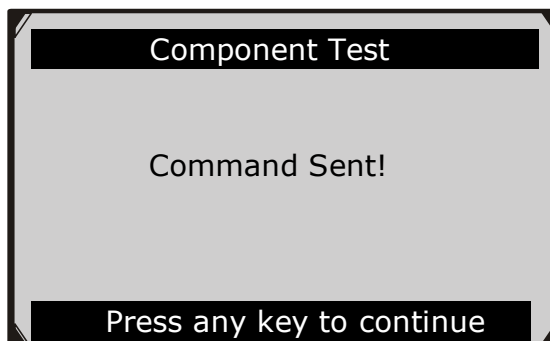 Component Test
Command Sent!
Press any key to continue